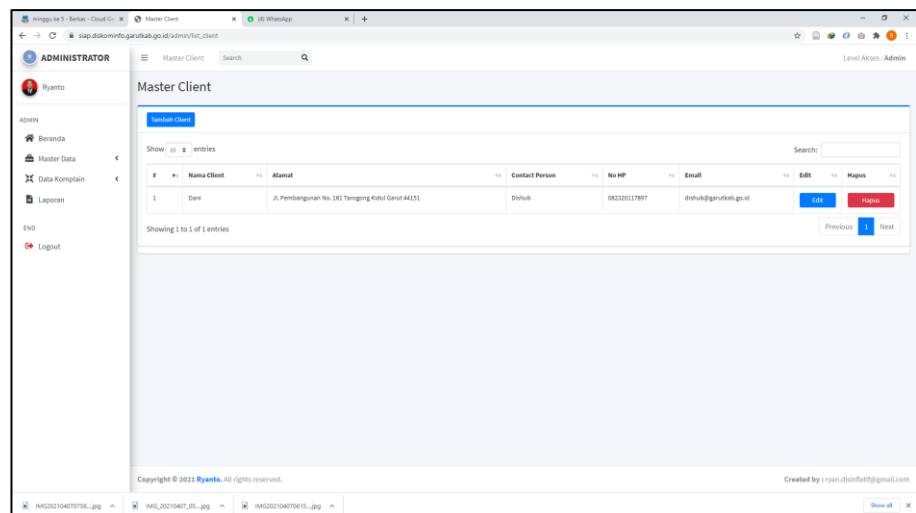 minggu ke 5 - Berkas - Cloud Ga
Master Client
(4) WhatsApp
siap.diskominfo.garutkab.go.id/admin/list_client
ADMINISTRATOR
Master Client
Search
Level Akses : Admin
Ryanto
Master Client
ADMIN
Tambah Client
Beranda
Master Data
Data Komplain
Laporan
END
Logout
Show 10 entries
Search:
# Nama Client Alamat Contact Person No HP Email Edit Hapus
1 Dani Jl. Pembangunan No. 181 Tarogong Kidul Garut 44151 Dishub 082320117897 dishub@garutkab.go.id Edit Hapus
Showing 1 to 1 of 1 entries
Previous 1 Next
Copyright © 2021 Ryanto. All rights reserved.
Created by : ryan.disinfletif@gmail.com
IMG202104070758....jpg
IMG_20210407_05....jpg
IMG202104070615....jpg
Show all